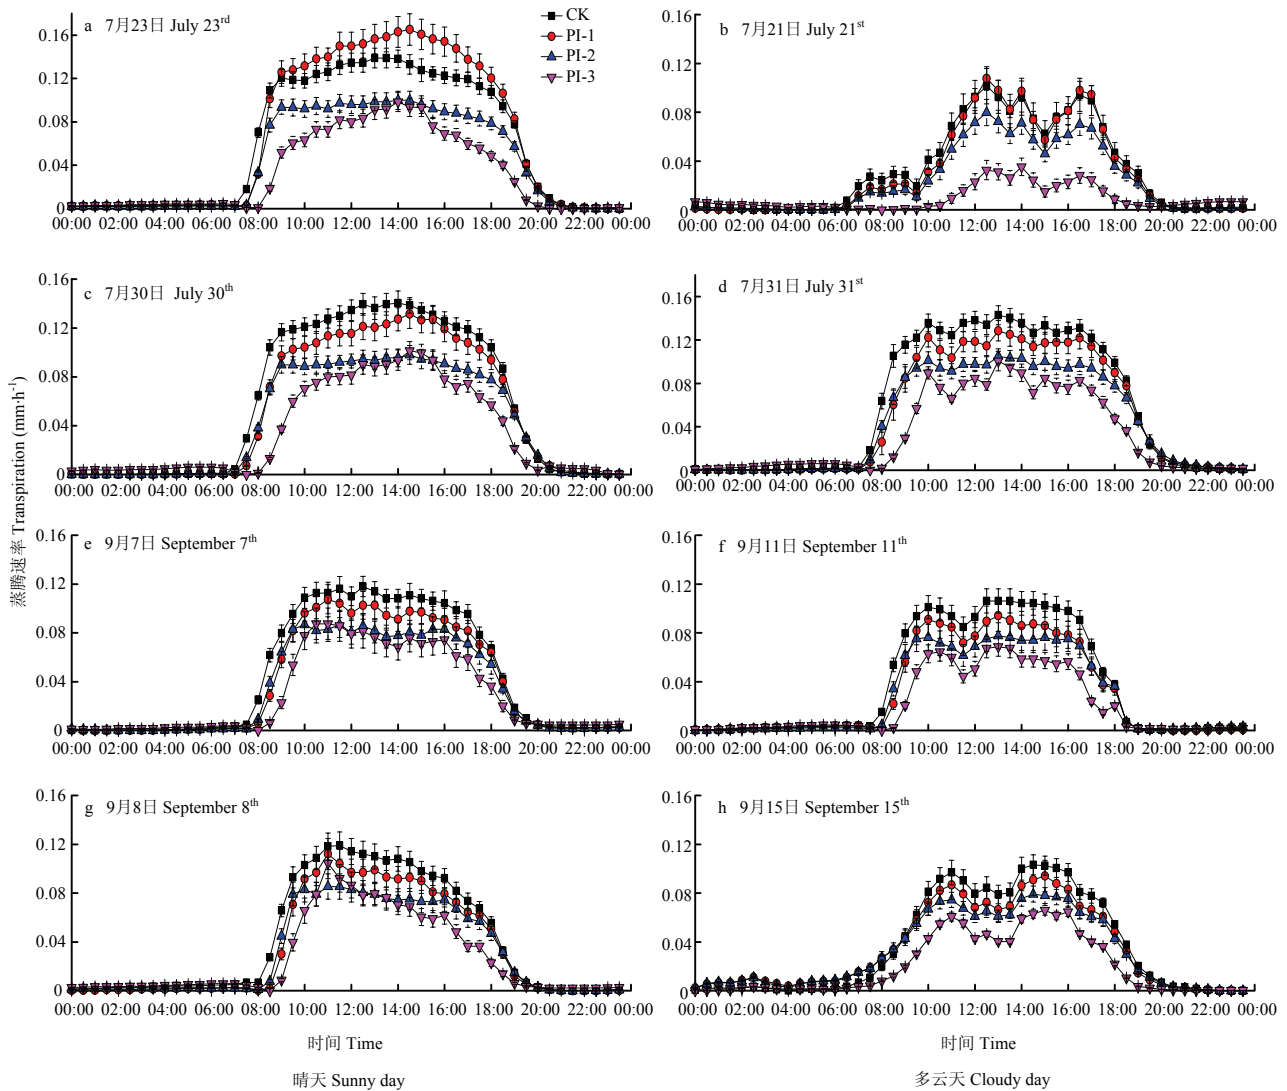 a 7月23日 July 23rd
CK
PI-1
PI-2
PI-3
0.16
0.12
0.08
0.04
0
00:00 02:00 04:00 06:00 08:00 10:00 12:00 14:00 16:00 18:00 20:00 22:00 00:00
b 7月21日 July 21st
0.16
0.12
0.08
0.04
0
00:00 02:00 04:00 06:00 08:00 10:00 12:00 14:00 16:00 18:00 20:00 22:00 00:00
c 7月30日 July 30th
0.16
0.12
0.08
0.04
0
00:00 02:00 04:00 06:00 08:00 10:00 12:00 14:00 16:00 18:00 20:00 22:00 00:00
d 7月31日 July 31st
0.16
0.12
0.08
0.04
0
00:00 02:00 04:00 06:00 08:00 10:00 12:00 14:00 16:00 18:00 20:00 22:00 00:00
蒸腾速率 Transpiration (mm·h-1)
e 9月7日 September 7th
0.16
0.12
0.08
0.04
0
00:00 02:00 04:00 06:00 08:00 10:00 12:00 14:00 16:00 18:00 20:00 22:00 00:00
f 9月11日 September 11th
0.16
0.12
0.08
0.04
0
00:00 02:00 04:00 06:00 08:00 10:00 12:00 14:00 16:00 18:00 20:00 22:00 00:00
g 9月8日 September 8th
0.16
0.12
0.08
0.04
0
00:00 02:00 04:00 06:00 08:00 10:00 12:00 14:00 16:00 18:00 20:00 22:00 00:00
h 9月15日 September 15th
0.16
0.12
0.08
0.04
0
00:00 02:00 04:00 06:00 08:00 10:00 12:00 14:00 16:00 18:00 20:00 22:00 00:00
时间 Time
时间 Time
晴天 Sunny day
多云天 Cloudy day